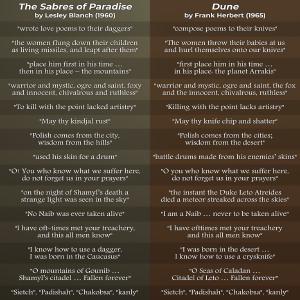 The Sabres of Paradise
by Lesley Blanch (1960)
"wrote love poems to their daggers"
"the women flung down their children
as living missiles, and leapt after them"
"place him first in his time ...
then in his place – the mountains"
"warrior and mystic, ogre and saint, foxy
and innocent, chivalrous and ruthless"
"To kill with the point lacked artistry"
"May thy kindjal rust"
"Polish comes from the city,
wisdom from the hills"
"used his skin for a drum"
"O! You who know what we suffer here,
do not forget us in your prayers"
"on the night of Shamyl's death a
strange light was seen in the sky"
"No Naib was ever taken alive"
"I have oft-times met your treachery,
and this all men know"
"I know how to use a dagger,
I was born in the Caucasus"
"O mountains of Gounib ...
Shamyl's citadel ... Fallen forever"
"Sietch", "Padishah", "Chakobsa", "kanly"
Dune
by Frank Herbert (1965)
"compose poems to their knives"
"The women throw their babies at us
and hurl themselves onto our knives"
"first place him in his time ...
in his place: the planet Arrakis"
"warrior and mystic, ogre and saint, the fox
and the innocent, chivalrous, ruthless"
"Killing with the point lacks artistry"
"May thy knife chip and shatter"
"Polish comes from the cities;
wisdom from the desert"
"battle drums made from his enemies' skins"
"O you who know what we suffer here,
do not forget us in your prayers"
"the instant the Duke Leto Atreides
died a meteor streaked across the skies"
"I am a Naib ... never to be taken alive"
"I have ofttimes met your treachery
and this all men know"
"I was born in the desert ...
I know how to use a crysknife"
"O Seas of Caladan ...
Citadel of Leto ... Fallen forever"
"Sietch", "Padishah", "Chakobsa", "kanly"